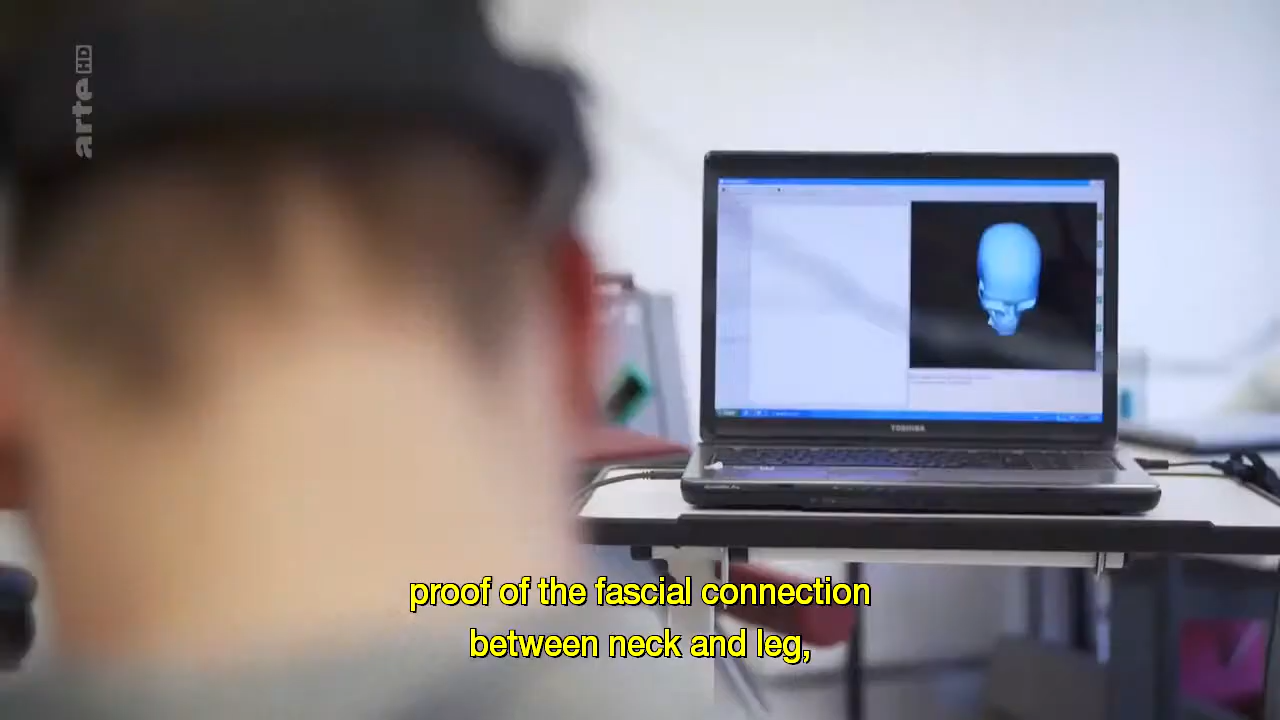 arte HD
TOSHIBA
proof of the fascial connection
between neck and leg,